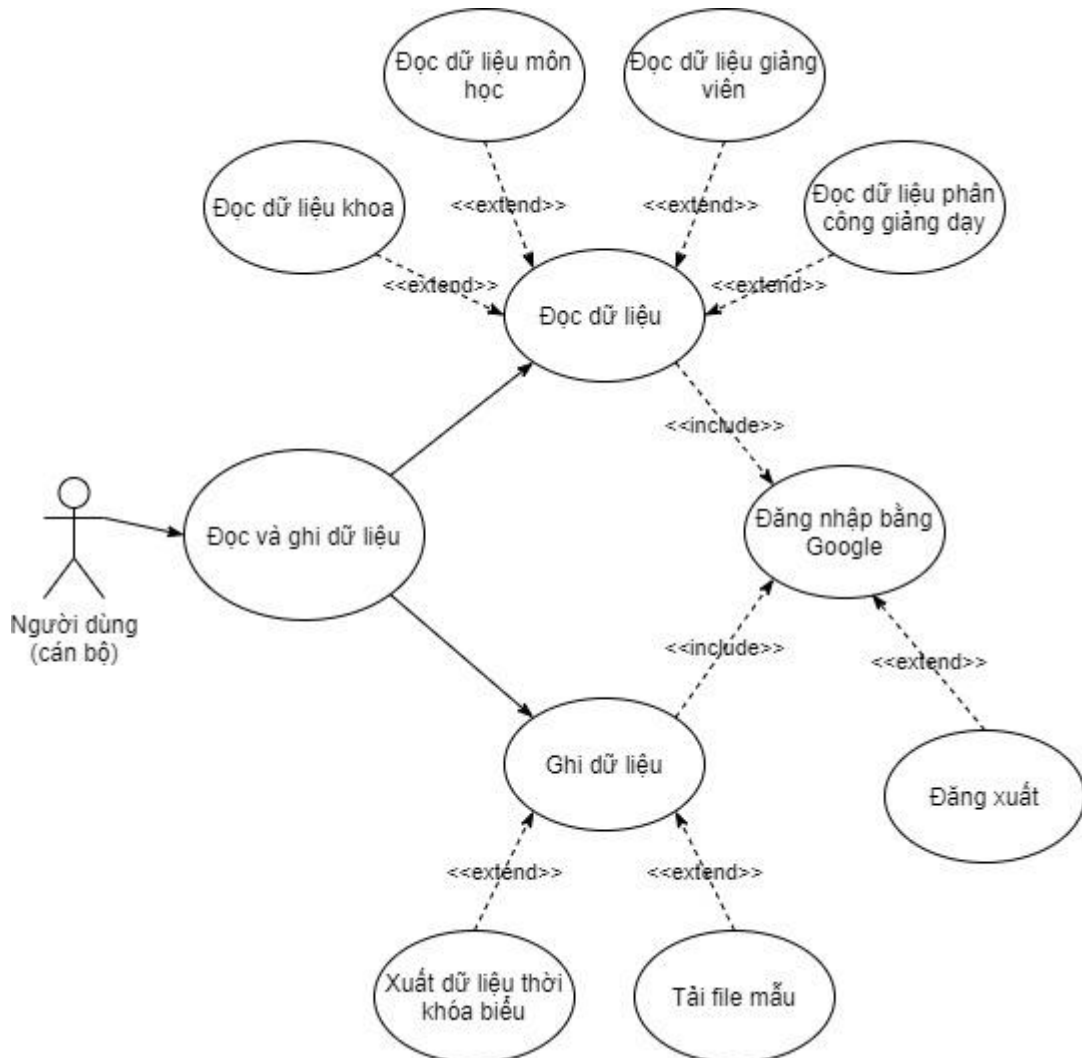 Đọc dữ liệu môn
học
Đọc dữ liệu giảng
viên
Đọc dữ liệu khoa
<<extend>>
<<extend>>
Đọc dữ liệu phân
công giảng dạy
<<extend>>
<<extend>>
Đọc dữ liệu
<<include>>
Đọc và ghi dữ liệu
Đăng nhập bằng
Google
Người dùng
(cán bộ)
<<include>>
<<extend>>
Ghi dữ liệu
Đăng xuất
<<extend>>
<<extend>>
Xuất dữ liệu thời
khóa biểu
Tải file mẫu